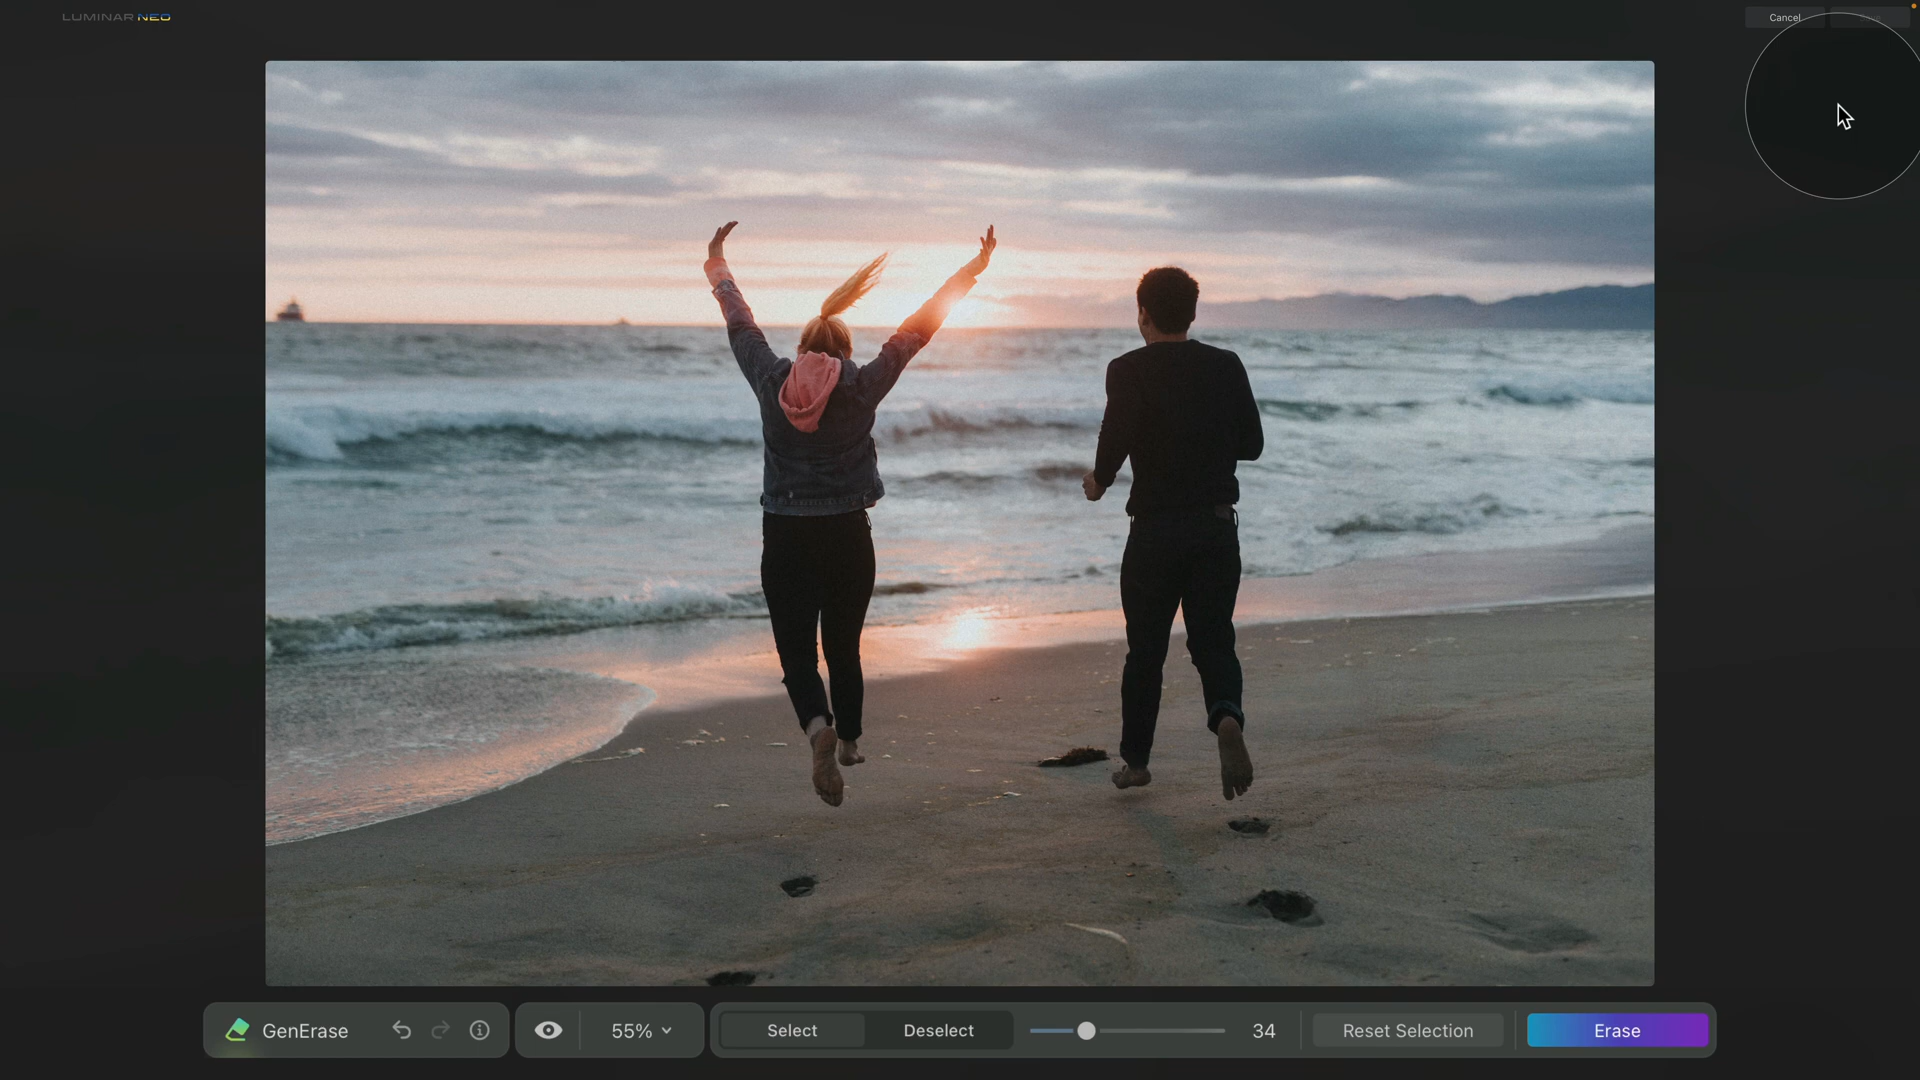 LUMINAR NEO
Cancel
GenErase
55%
Select
Deselect
34
Reset Selection
Erase